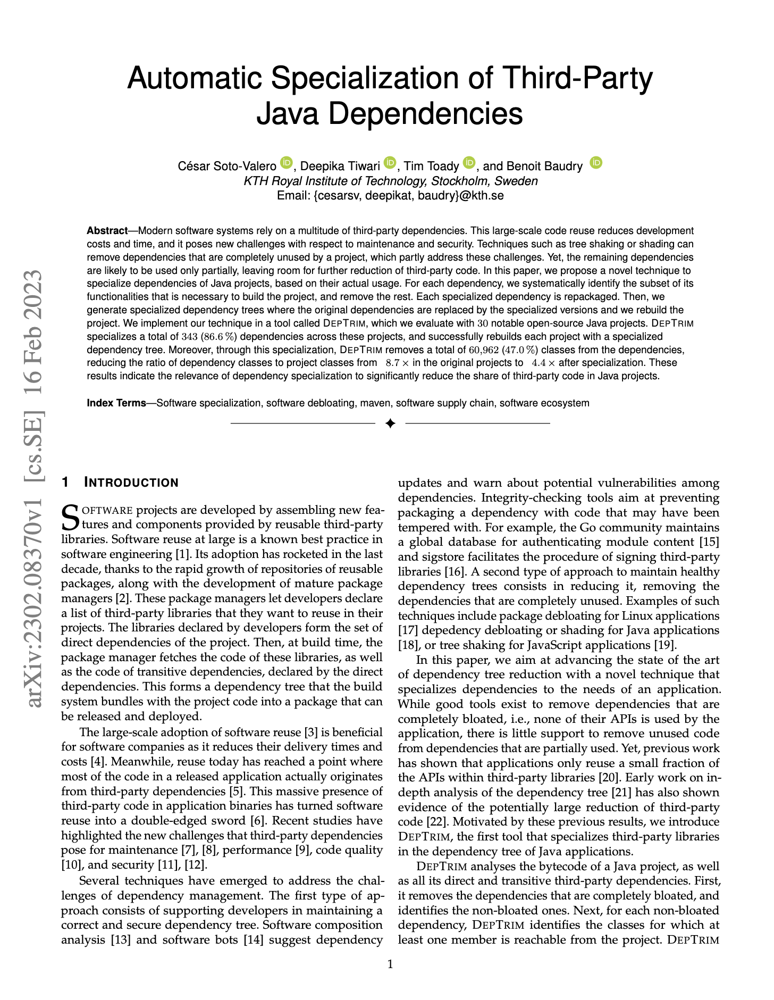 Automatic Specialization of Third-Party
Java Dependencies
César Soto-Valero iD, Deepika Tiwari iD, Tim Toady iD, and Benoit Baudry iD
KTH Royal Institute of Technology, Stockholm, Sweden
Email: {cesarsv, deepikat, baudry}@kth.se
Abstract—Modern software systems rely on a multitude of third-party dependencies. This large-scale code reuse reduces development
costs and time, and it poses new challenges with respect to maintenance and security. Techniques such as tree shaking or shading can
remove dependencies that are completely unused by a project, which partly address these challenges. Yet, the remaining dependencies
are likely to be used only partially, leaving room for further reduction of third-party code. In this paper, we propose a novel technique to
specialize dependencies of Java projects, based on their actual usage. For each dependency, we systematically identify the subset of its
functionalities that is necessary to build the project, and remove the rest. Each specialized dependency is repackaged. Then, we
generate specialized dependency trees where the original dependencies are replaced by the specialized versions and we rebuild the
project. We implement our technique in a tool called DEPTRIM, which we evaluate with 30 notable open-source Java projects. DEPTRIM
specializes a total of 343 (86.6 %) dependencies across these projects, and successfully rebuilds each project with a specialized
dependency tree. Moreover, through this specialization, DEPTRIM removes a total of 60,962 (47.0 %) classes from the dependencies,
reducing the ratio of dependency classes to project classes from 8.7 × in the original projects to 4.4 × after specialization. These
results indicate the relevance of dependency specialization to significantly reduce the share of third-party code in Java projects.
Index Terms—Software specialization, software debloating, maven, software supply chain, software ecosystem
arXiv:2302.08370v1 [cs.SE] 16 Feb 2023
1 INTRODUCTION
SOFTWARE projects are developed by assembling new fea-
tures and components provided by reusable third-party
libraries. Software reuse at large is a known best practice in
software engineering [1]. Its adoption has rocketed in the last
decade, thanks to the rapid growth of repositories of reusable
packages, along with the development of mature package
managers [2]. These package managers let developers declare
a list of third-party libraries that they want to reuse in their
projects. The libraries declared by developers form the set of
direct dependencies of the project. Then, at build time, the
package manager fetches the code of these libraries, as well
as the code of transitive dependencies, declared by the direct
dependencies. This forms a dependency tree that the build
system bundles with the project code into a package that can
be released and deployed.
The large-scale adoption of software reuse [3] is beneficial
for software companies as it reduces their delivery times and
costs [4]. Meanwhile, reuse today has reached a point where
most of the code in a released application actually originates
from third-party dependencies [5]. This massive presence of
third-party code in application binaries has turned software
reuse into a double-edged sword [6]. Recent studies have
highlighted the new challenges that third-party dependencies
pose for maintenance [7], [8], performance [9], code quality
[10], and security [11], [12].
Several techniques have emerged to address the chal-
lenges of dependency management. The first type of ap-
proach consists of supporting developers in maintaining a
correct and secure dependency tree. Software composition
analysis [13] and software bots [14] suggest dependency
updates and warn about potential vulnerabilities among
dependencies. Integrity-checking tools aim at preventing
packaging a dependency with code that may have been
tempered with. For example, the Go community maintains
a global database for authenticating module content [15]
and sigstore facilitates the procedure of signing third-party
libraries [16]. A second type of approach to maintain healthy
dependency trees consists in reducing it, removing the
dependencies that are completely unused. Examples of such
techniques include package debloating for Linux applications
[17] depedency debloating or shading for Java applications
[18], or tree shaking for JavaScript applications [19].
In this paper, we aim at advancing the state of the art
of dependency tree reduction with a novel technique that
specializes dependencies to the needs of an application.
While good tools exist to remove dependencies that are
completely bloated, i.e., none of their APIs is used by the
application, there is little support to remove unused code
from dependencies that are partially used. Yet, previous work
has shown that applications only reuse a small fraction of
the APIs within third-party libraries [20]. Early work on in-
depth analysis of the dependency tree [21] has also shown
evidence of the potentially large reduction of third-party
code [22]. Motivated by these previous results, we introduce
DEPTRIM, the first tool that specializes third-party libraries
in the dependency tree of Java applications.
DEPTRIM analyses the bytecode of a Java project, as well
as all its direct and transitive third-party dependencies. First,
it removes the dependencies that are completely bloated, and
identifies the non-bloated ones. Next, for each non-bloated
dependency, DEPTRIM identifies the classes for which at
least one member is reachable from the project. DEPTRIM
1